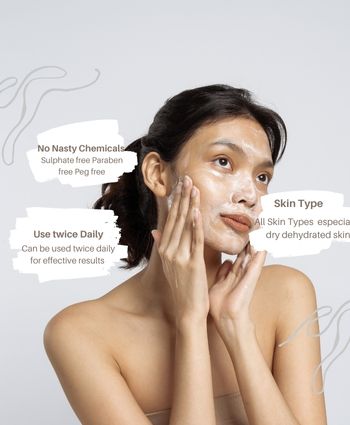 No Nasty Chemicals
Sulphate free Paraben
free Peg free
Skin Type
All Skin Types especia
dry dehydrated skin
Use twice Daily
Can be used twice daily
for effective results